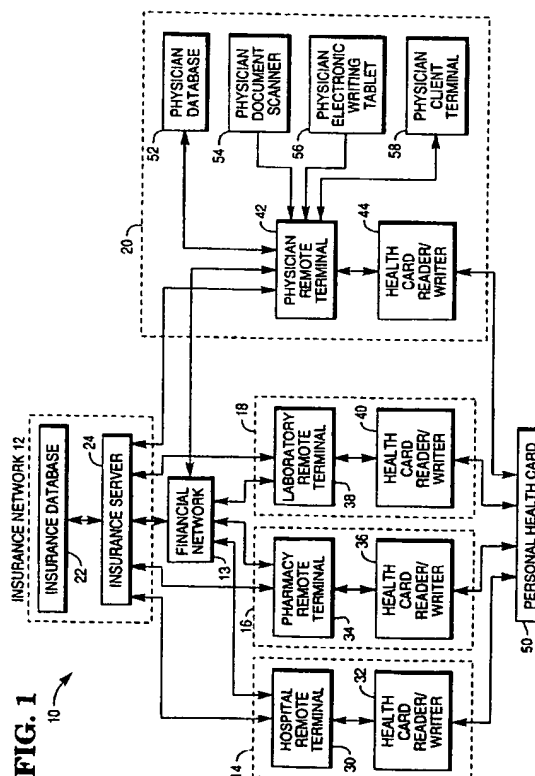 FIG. 1
10
INSURANCE NETWORK 12
INSURANCE DATABASE
22
24
INSURANCE SERVER
FINANCIAL
NETWORK
13
14
HOSPITAL
REMOTE
TERMINAL
30
32
HEALTH
CARD
READER/
WRITER
16
PHARMACY
REMOTE
TERMINAL
34
36
HEALTH
CARD
READER/
WRITER
18
LABORATORY
REMOTE
TERMINAL
38
40
HEALTH
CARD
READER/
WRITER
20
42
PHYSICIAN
REMOTE
TERMINAL
44
HEALTH
CARD
READER/
WRITER
PHYSICIAN
DATABASE
52
PHYSICIAN
DOCUMENT
SCANNER
54
PHYSICIAN
ELECTRONIC
WRITING
TABLET
56
PHYSICIAN
CLIENT
TERMINAL
58
50
PERSONAL HEALTH CARD